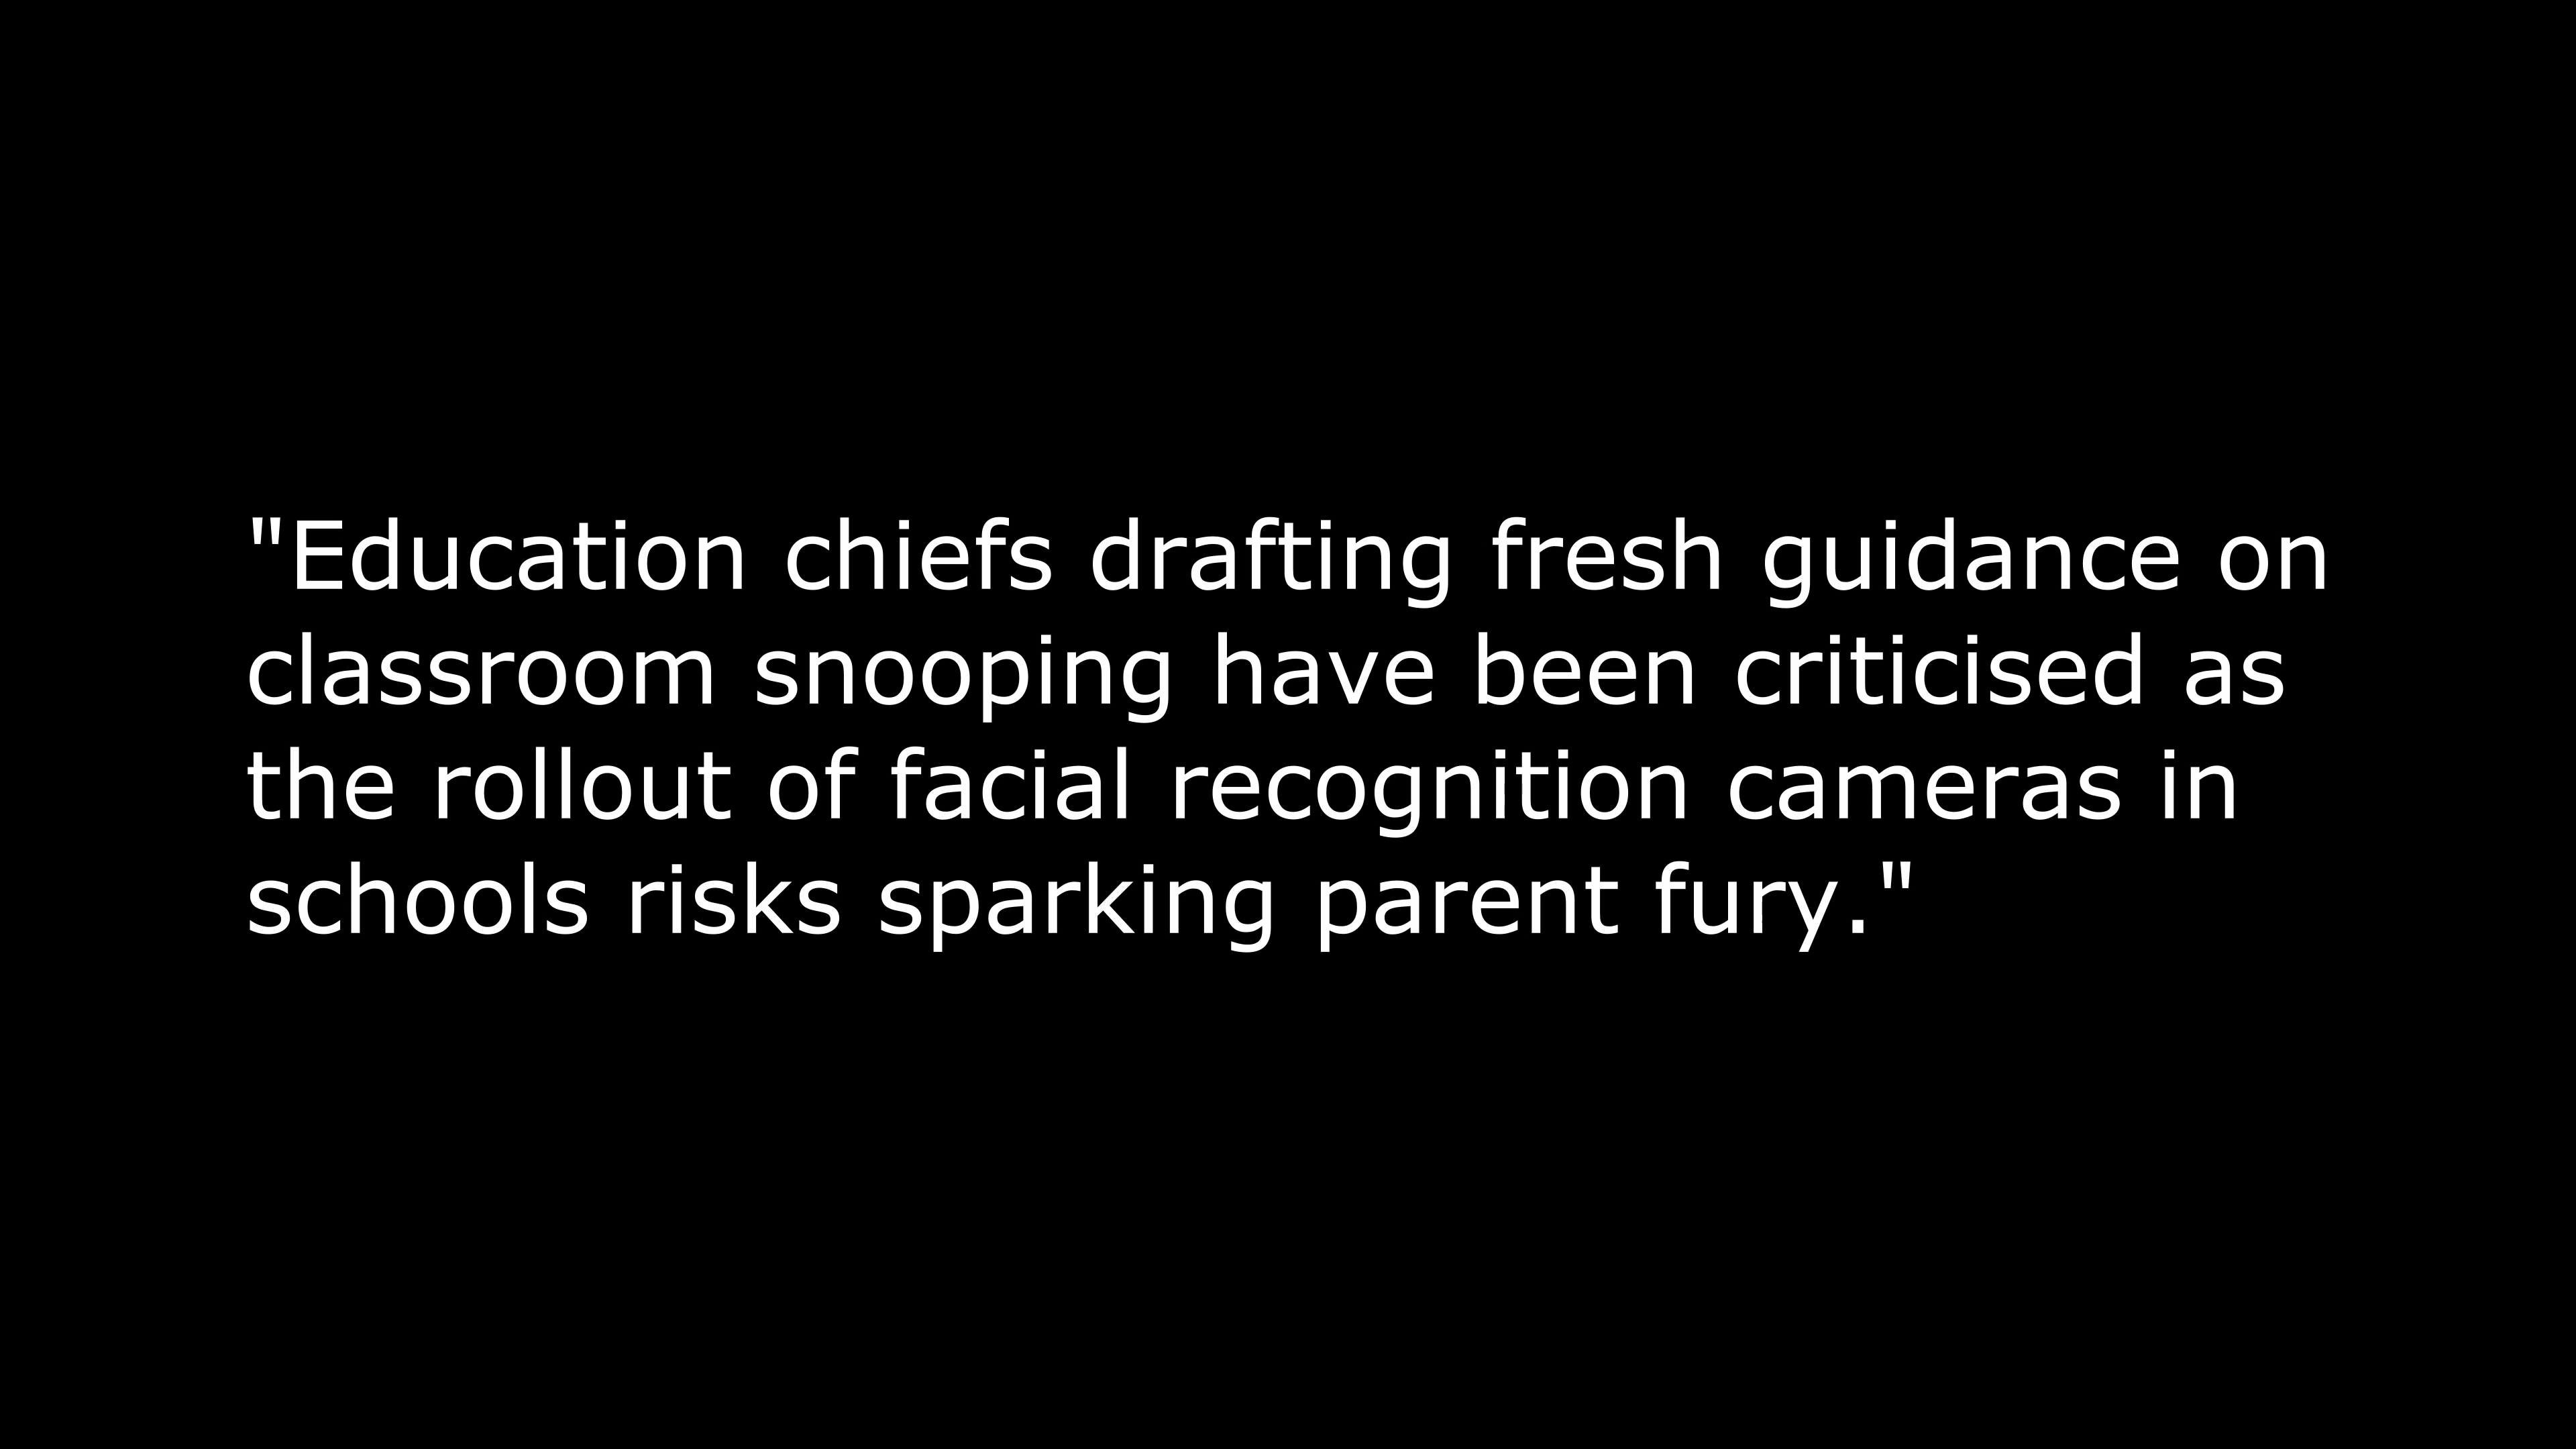 "Education chiefs drafting fresh guidance on
classroom snooping have been criticised as
the rollout of facial recognition cameras in
schools risks sparking parent fury."